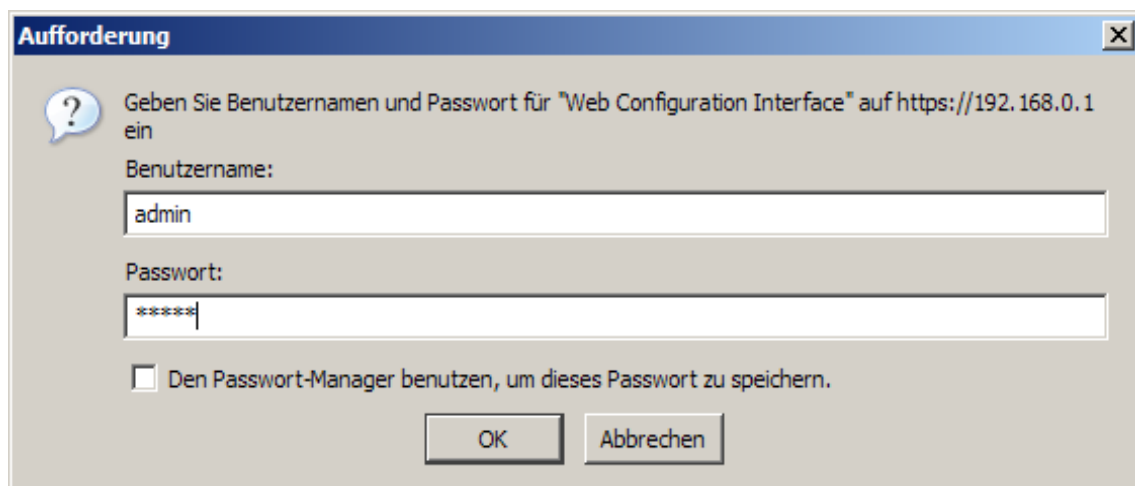 Aufforderung
Geben Sie Benutzernamen und Passwort für "Web Configuration Interface" auf https://192.168.0.1
ein
Benutzername:
admin
Passwort:
*****
Den Passwort-Manager benutzen, um dieses Passwort zu speichern.
OK Abbrechen